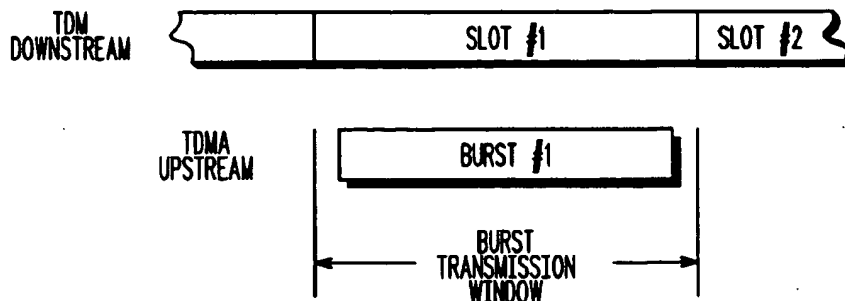 TDM
DOWNSTREAM
SLOT #1
SLOT #2
TDMA
UPSTREAM
BURST #1
BURST
TRANSMISSION
WINDOW